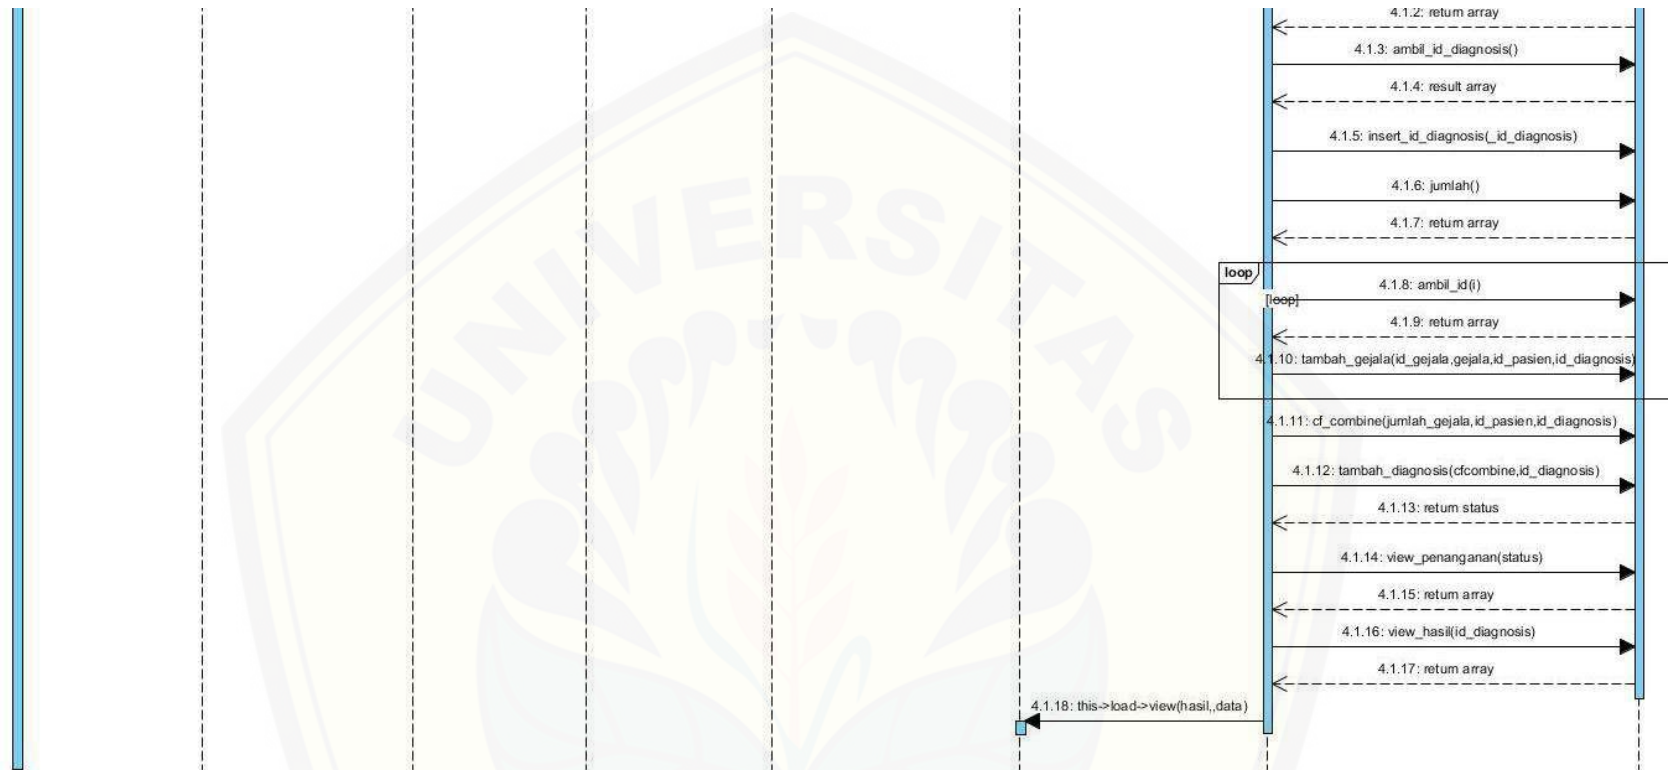 4.1.2: return array
4.1.3: ambil_id_diagnosis()
4.1.4: result array
4.1.5: insert_id_diagnosis(_id_diagnosis)
4.1.6: jumlah()
4.1.7: return array
loop
4.1.8: ambil_id(i)
[loop]
4.1.9: return array
4.1.10: tambah_gejala(id_gejala,gejala,id_pasien,id_diagnosis)
4.1.11: cf_combine(jumlah_gejala,id_pasien,id_diagnosis)
4.1.12: tambah_diagnosis(cfcombine,id_diagnosis)
4.1.13: return status
4.1.14: view_penanganan(status)
4.1.15: return array
4.1.16: view_hasil(id_diagnosis)
4.1.17: return array
4.1.18: this->load->view(hasil,,data)
UNIVERSITAS